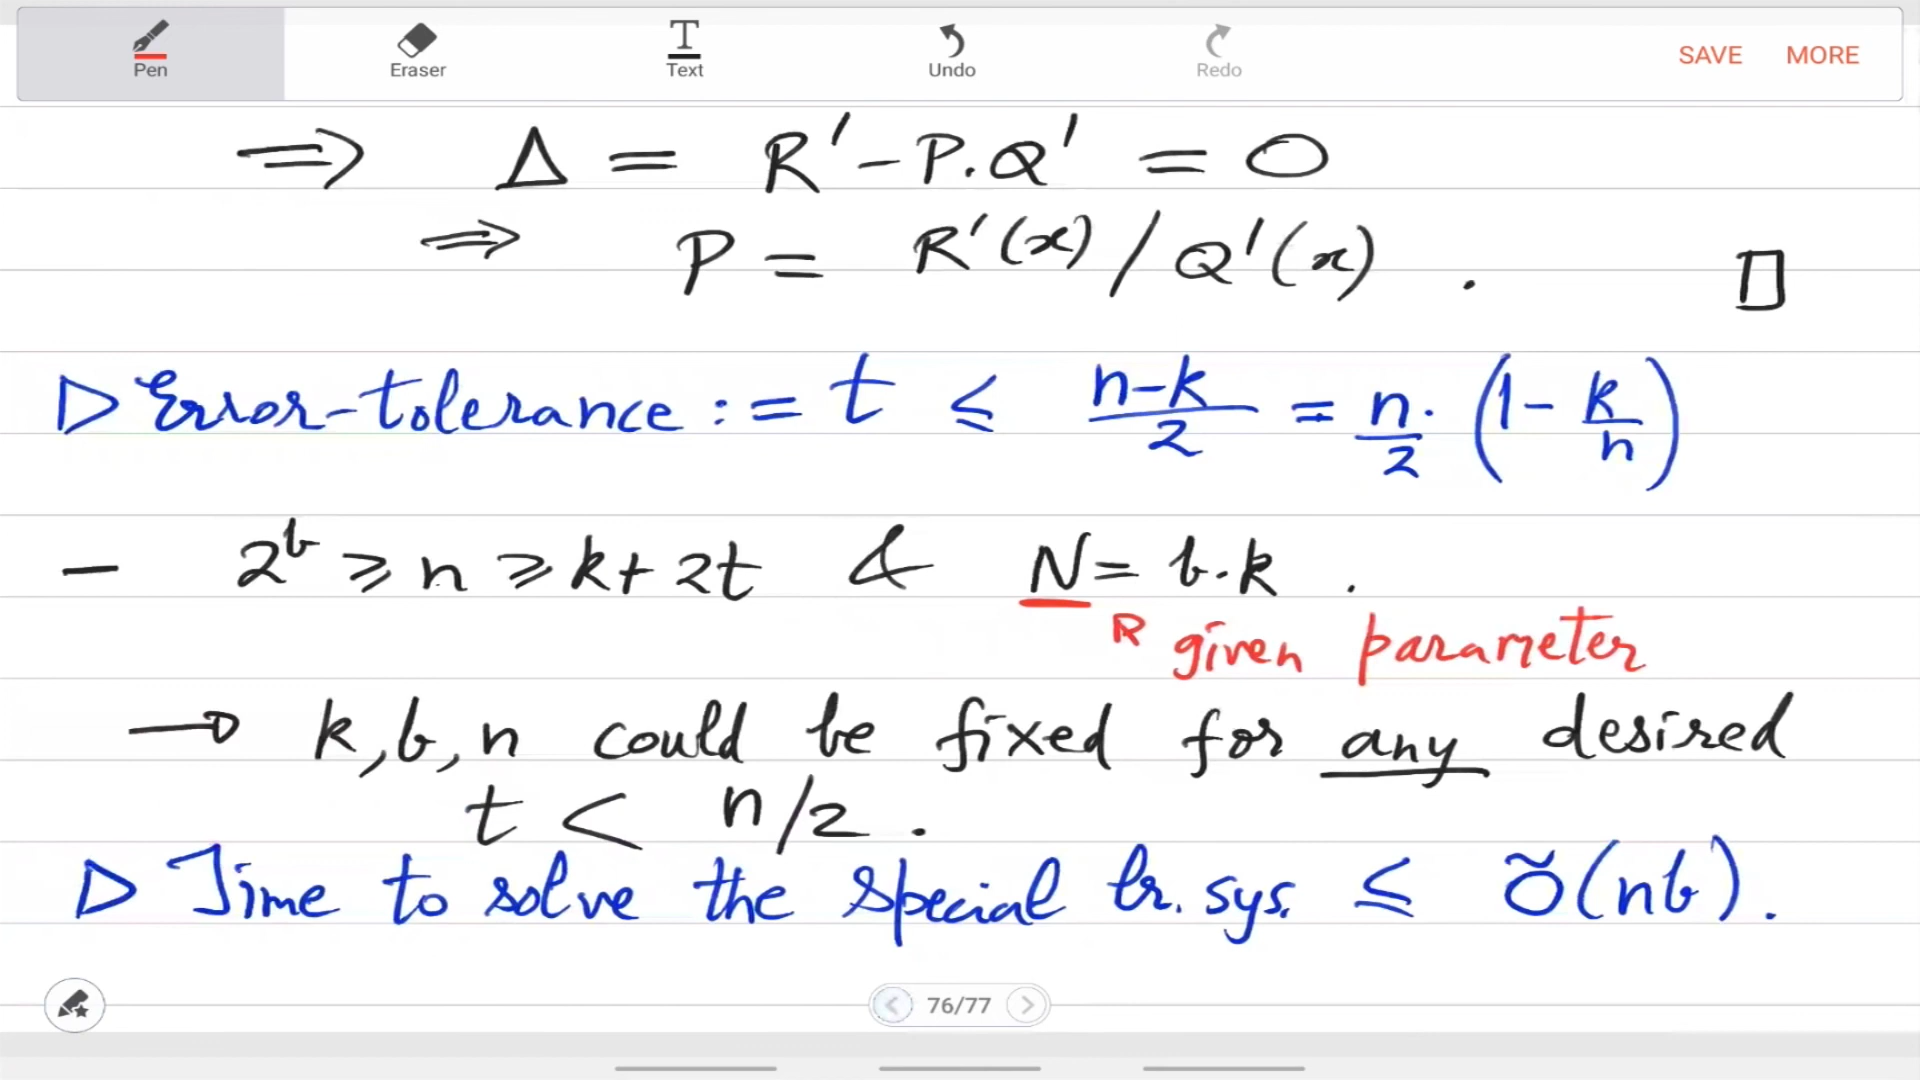 Pen Eraser Text Undo Redo SAVE MORE
⟹ Δ = R′ − P.Q′ = 0
⟹ P = R′(x) / Q′(x) . □
▷ Error-tolerance := t ≤ (n-k)/2 = n/2 · (1 - k/n)
- 2^b ≥ n ≥ k + 2t & N = b.k .
given parameter
→ k, b, n could be fixed for any desired
t < n/2 .
▷ Time to solve the special lr. sys. ≤ Õ(nb).
76/77